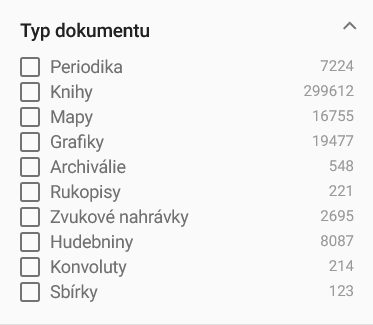 Typ dokumentu
Periodika 7224
Knihy 299612
Mapy 16755
Grafiky 19477
Archiválie 548
Rukopisy 221
Zvukové nahrávky 2695
Hudebniny 8087
Konvoluty 214
Sbírky 123